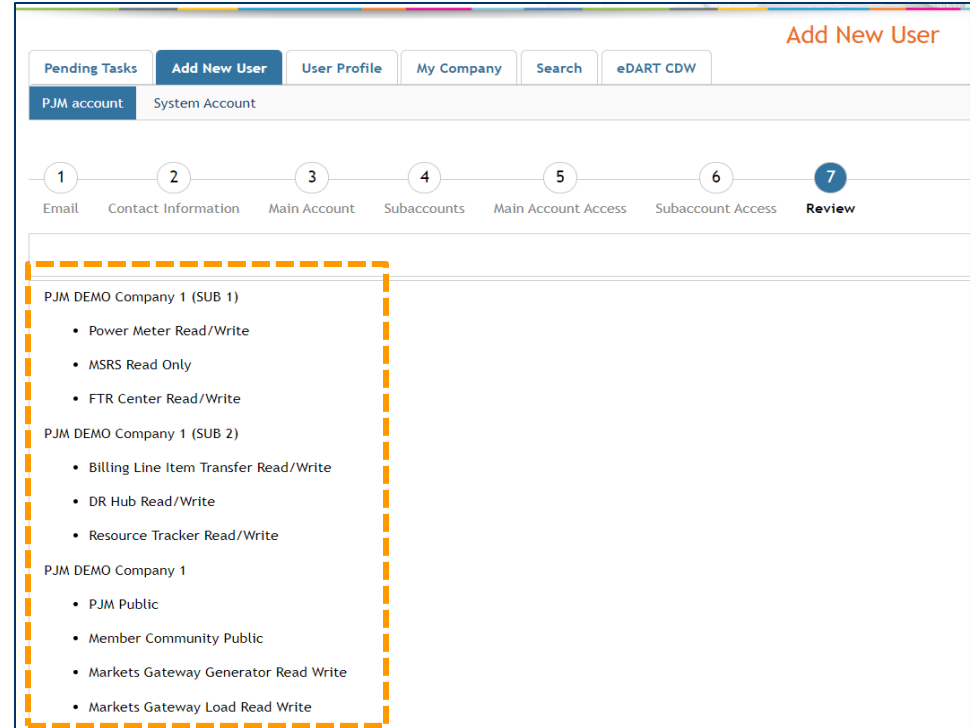 Add New User
Pending Tasks Add New User User Profile My Company Search eDART CDW
PJM account System Account
1 2 3 4 5 6 7
Email Contact Information Main Account Subaccounts Main Account Access Subaccount Access Review
PJM DEMO Company 1 (SUB 1)
• Power Meter Read/Write
• MSRS Read Only
• FTR Center Read/Write
PJM DEMO Company 1 (SUB 2)
• Billing Line Item Transfer Read/Write
• DR Hub Read/Write
• Resource Tracker Read/Write
PJM DEMO Company 1
• PJM Public
• Member Community Public
• Markets Gateway Generator Read Write
• Markets Gateway Load Read Write